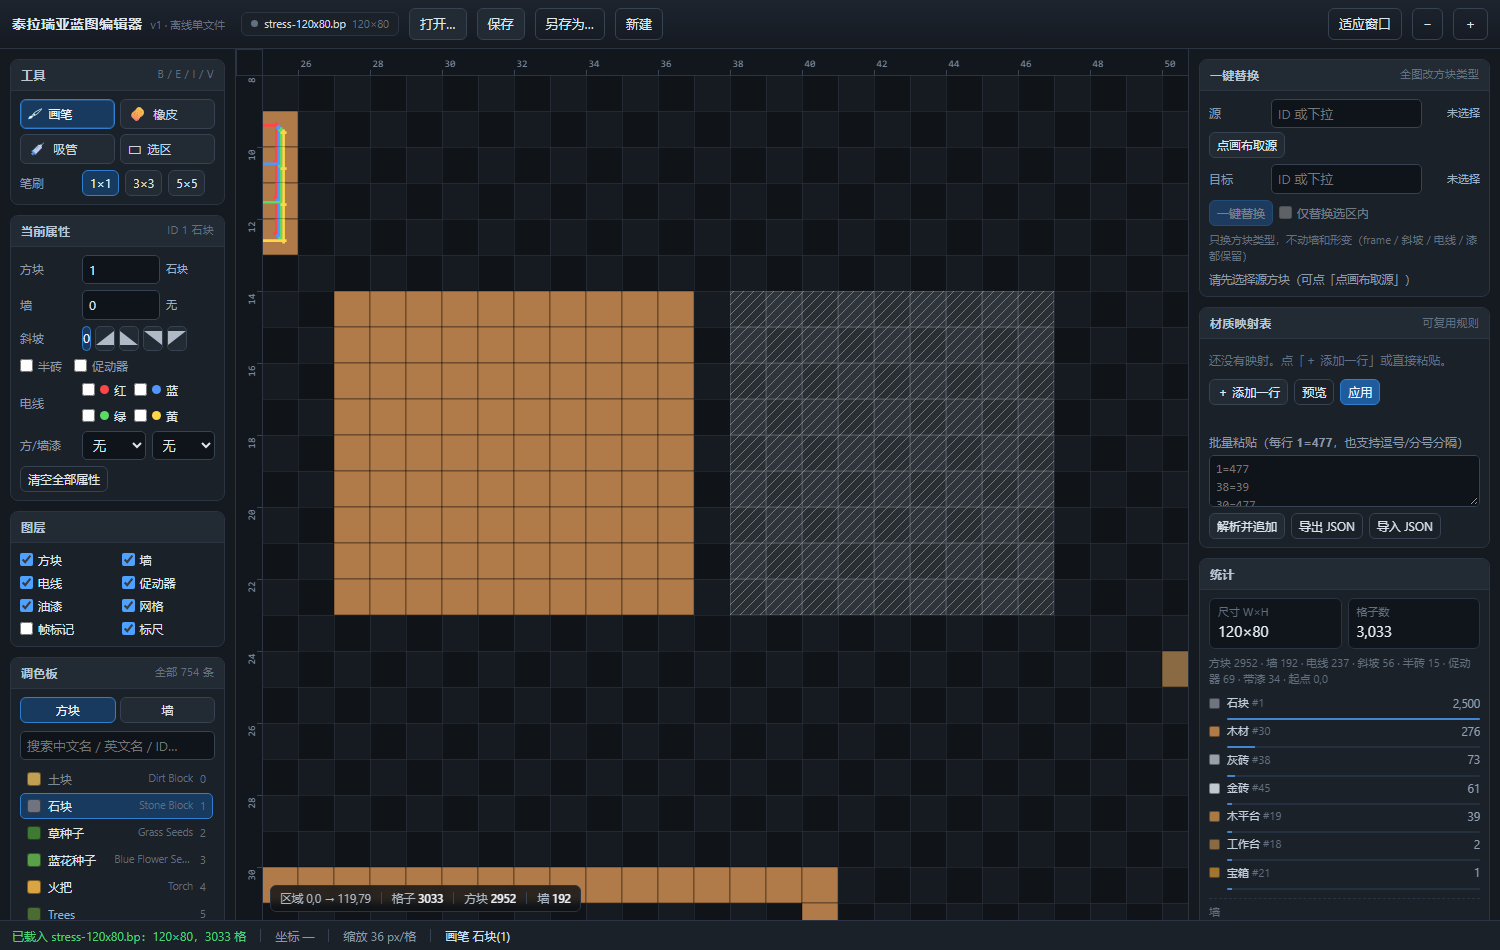 泰拉瑞亚蓝图编辑器 v1 · 离线单文件 stress-120x80.bp 120×80 打开... 保存 另存为... 新建 适应窗口 − +
工具 B / E / I / V
画笔 橡皮
吸管 选区
笔刷 1×1 3×3 5×5
当前属性 ID 1 石块
方块 1 石块
墙 0 无
斜坡 0
半砖 促动器
电线 红 蓝
绿 黄
方/墙漆 无 无
清空全部属性
图层
方块 墙
电线 促动器
油漆 网格
帧标记 标尺
调色板 全部 754 条
方块 墙
搜索中文名 / 英文名 / ID...
土块 Dirt Block 0
石块 Stone Block 1
草种子 Grass Seeds 2
蓝花种子 Blue Flower Se... 3
火把 Torch 4
Trees 5
26 28 30 32 34 36 38 40 42 44 46 48 50
8
10
12
14
16
18
20
22
24
26
28
30
区域 0,0 → 119,79 格子 3033 方块 2952 墙 192
一键替换 全图改方块类型
源 ID 或下拉 未选择
点画布取源
目标 ID 或下拉 未选择
一键替换 仅替换选区内
只换方块类型，不动墙和形变（frame / 斜坡 / 电线 / 漆
都保留）
请先选择源方块（可点「点画布取源」）
材质映射表 可复用规则
还没有映射。点「 + 添加一行」或直接粘贴。
+ 添加一行 预览 应用
批量粘贴（每行 1=477，也支持逗号/分号分隔）
1=477
38=39
30=477
解析并追加 导出 JSON 导入 JSON
统计
尺寸 W×H 格子数
120×80 3,033
方块 2952 · 墙 192 · 电线 237 · 斜坡 56 · 半砖 15 · 促动
器 69 · 带漆 34 · 起点 0,0
石块 #1 2,500
木材 #30 276
灰砖 #38 73
金砖 #45 61
木平台 #19 39
工作台 #18 2
宝箱 #21 1
墙
已载入 stress-120x80.bp：120×80，3033 格 坐标 — 缩放 36 px/格 画笔 石块(1)